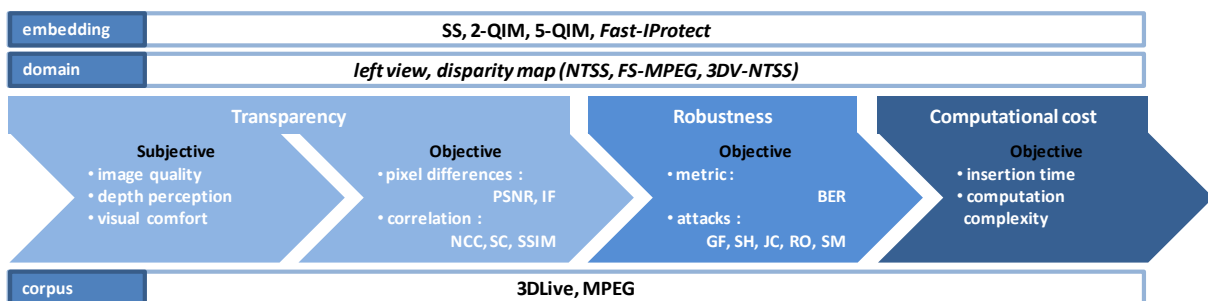 embedding SS, 2-QIM, 5-QIM, Fast-IProtect
domain left view, disparity map (NTSS, FS-MPEG, 3DV-NTSS)
Transparency
Subjective
• image quality
• depth perception
• visual comfort
Objective
• pixel differences :
PSNR, IF
• correlation :
NCC, SC, SSIM
Robustness
Objective
• metric :
BER
• attacks :
GF, SH, JC, RO, SM
Computational cost
Objective
• insertion time
• computation
complexity
corpus 3DLive, MPEG